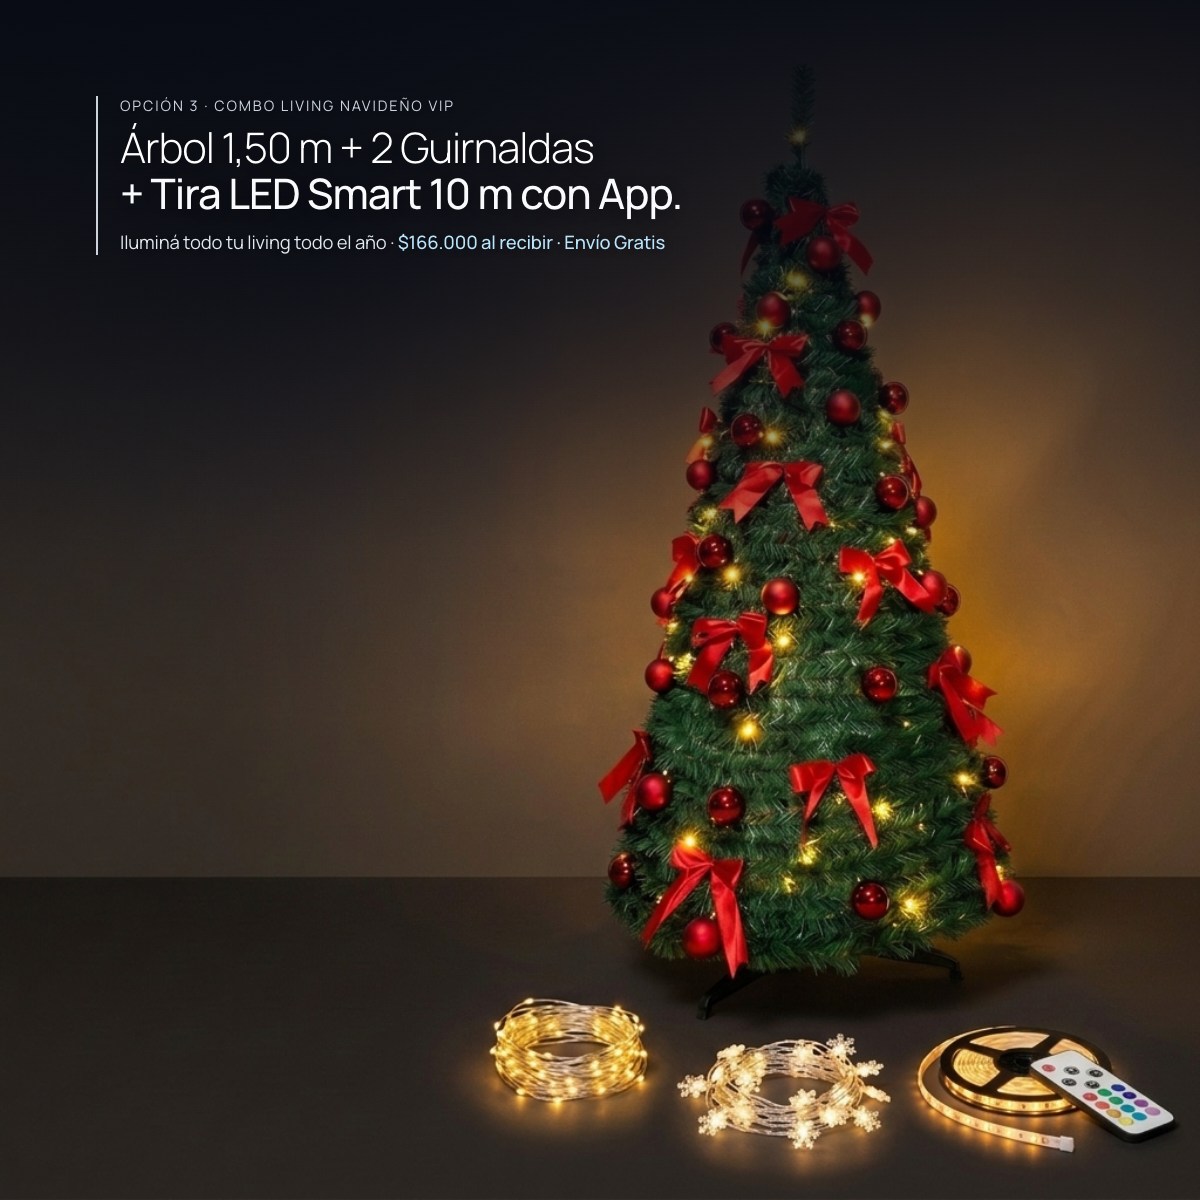 OPCIÓN 3 · COMBO LIVING NAVIDEÑO VIP
Árbol 1,50 m + 2 Guirnaldas
+ Tira LED Smart 10 m con App.
Iluminá todo tu living todo el año · $166.000 al recibir · Envío Gratis